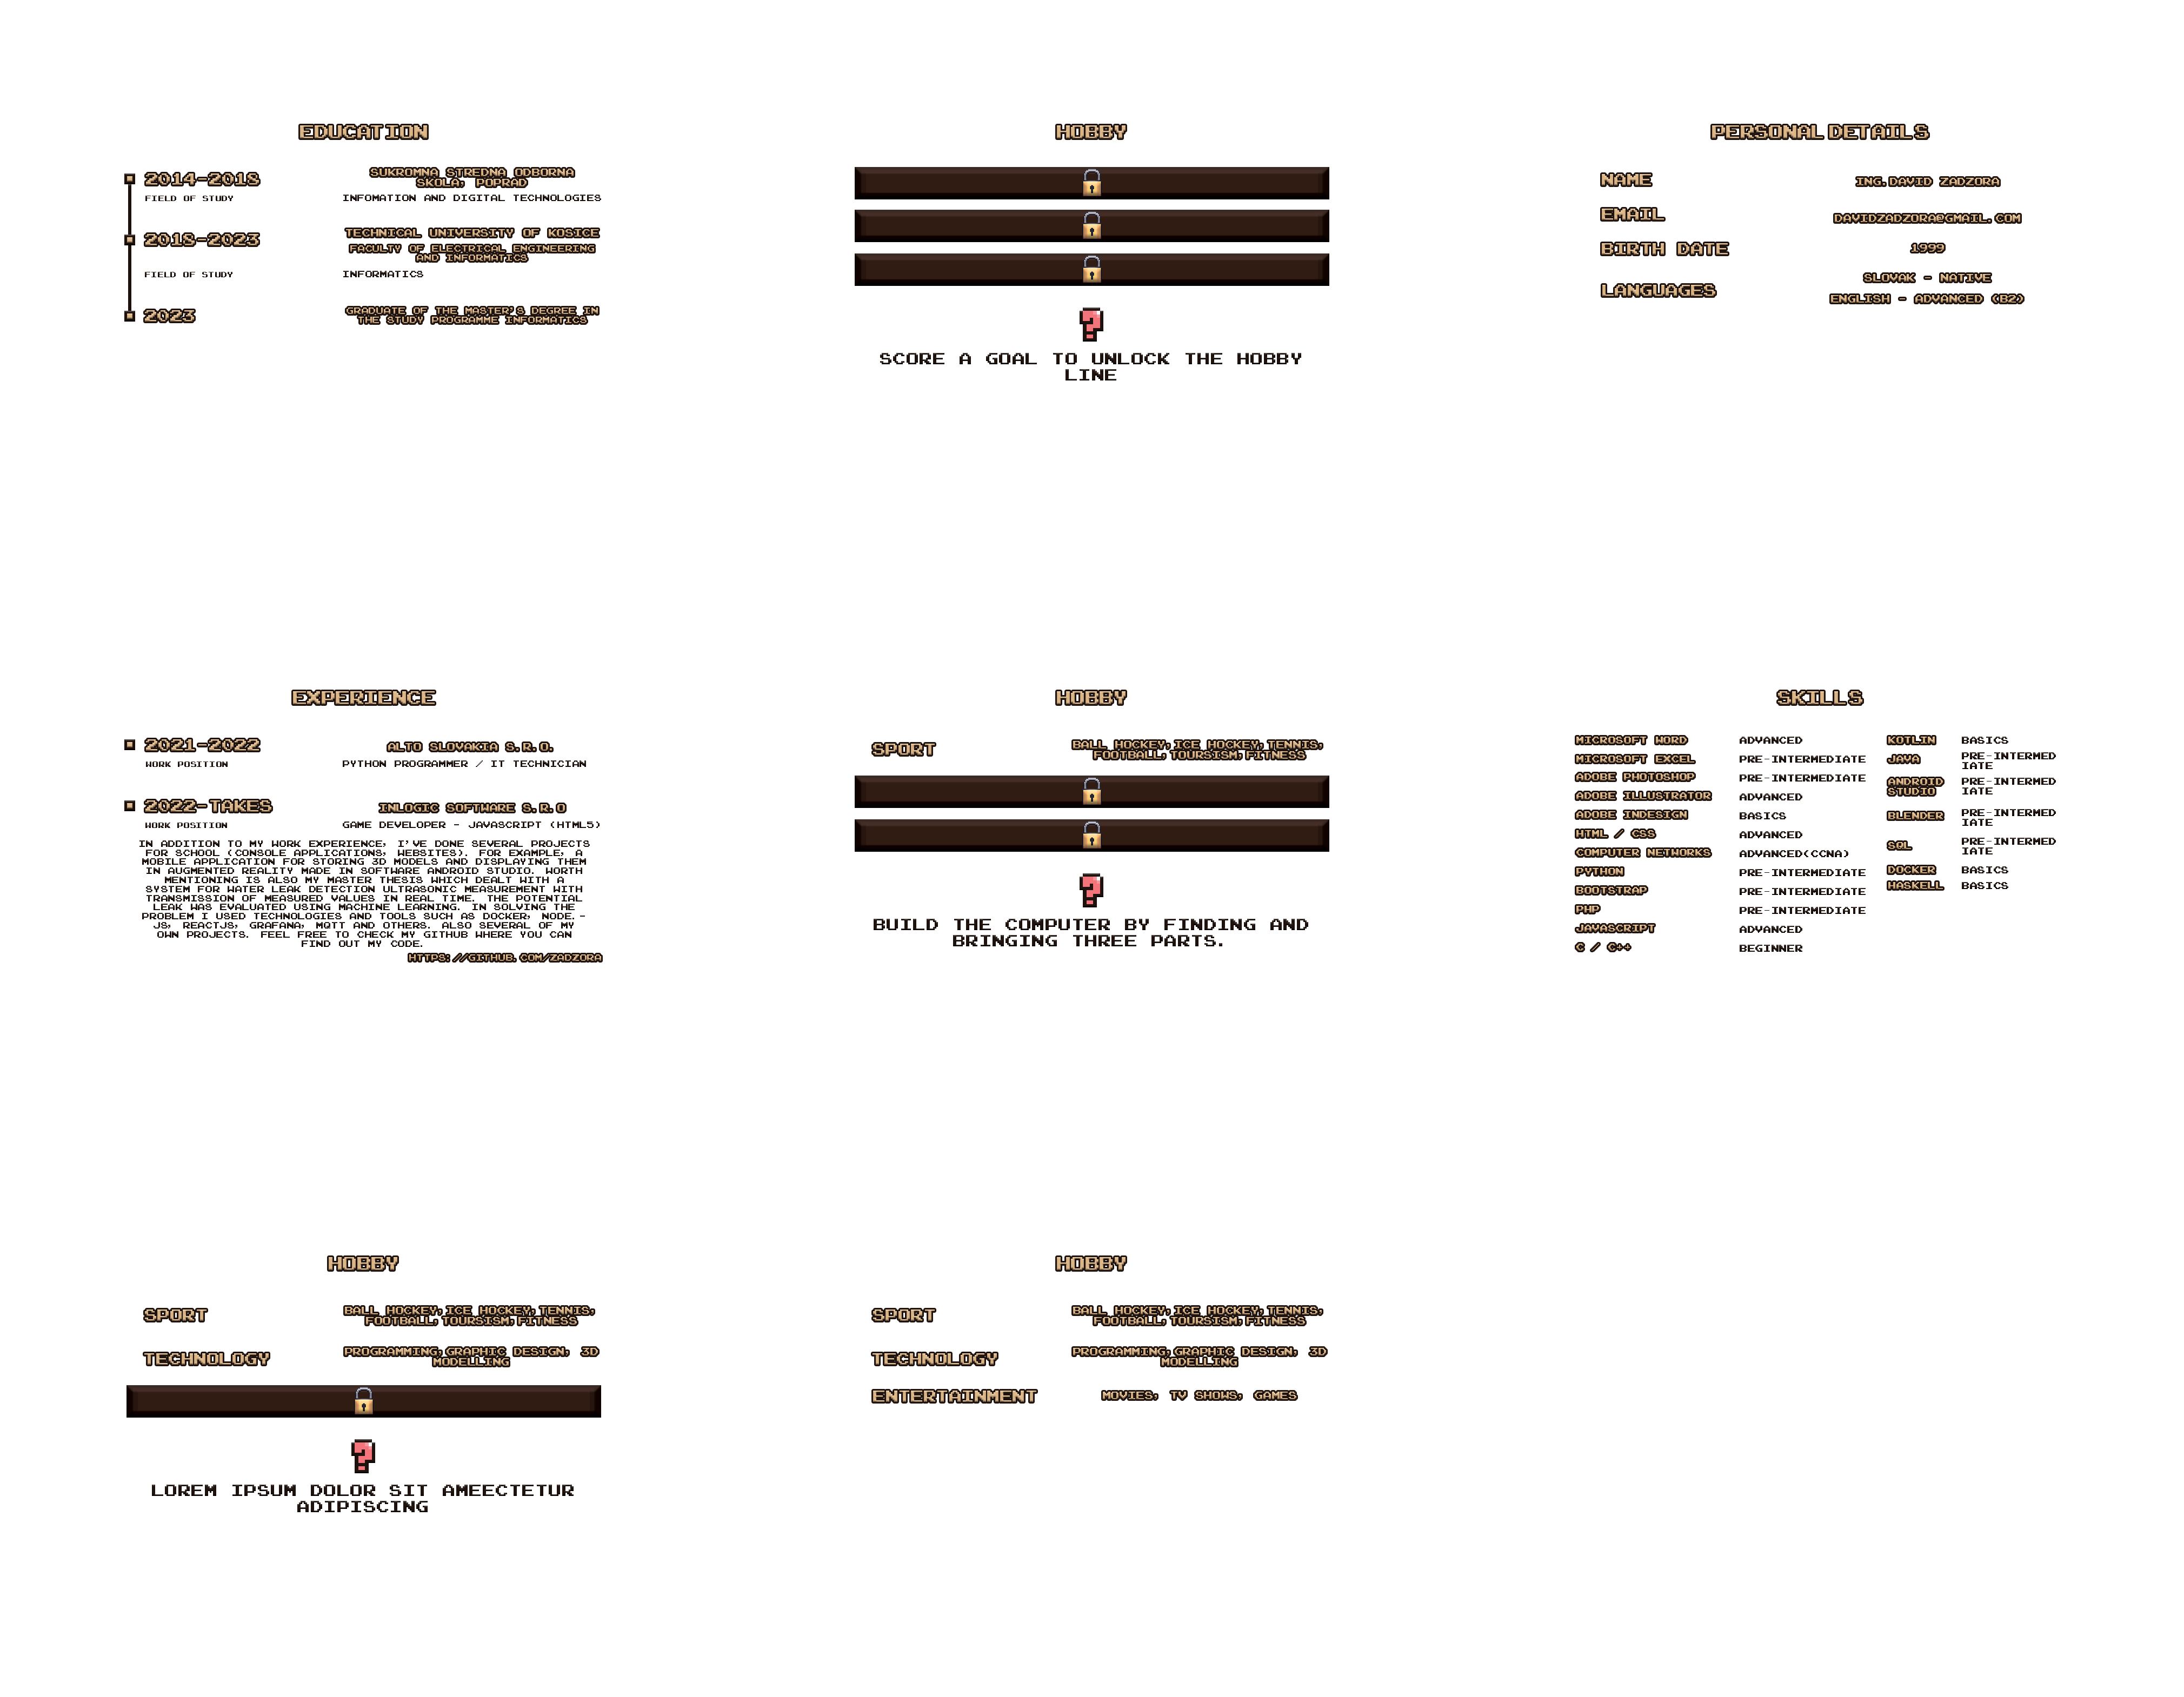 EDUCATION
2014-2018
SUKROMNA STREDNA ODBORNA
SKOLA, POPRAD
FIELD OF STUDY
INFOMATION AND DIGITAL TECHNOLOGIES
2018-2023
TECHNICAL UNIVERSITY OF KOSICE
FACULTY OF ELECTRICAL ENGINEERING
AND INFORMATICS
FIELD OF STUDY
INFORMATICS
2023
GRADUATE OF THE MASTER'S DEGREE IN
THE STUDY PROGRAMME INFORMATICS
HOBBY
SCORE A GOAL TO UNLOCK THE HOBBY
LINE
PERSONAL DETAILS
NAME
ING.DAVID ZADZORA
EMAIL
DAVIDZADZORA@GMAIL.COM
BIRTH DATE
1999
LANGUAGES
SLOVAK - NATIVE
ENGLISH - ADVANCED (B2)
EXPERIENCE
2021-2022
ALTO SLOVAKIA S.R.O.
WORK POSITION
PYTHON PROGRAMMER / IT TECHNICIAN
2022-TAKES
INLOGIC SOFTWARE S.R.O
WORK POSITION
GAME DEVELOPER - JAVASCRIPT (HTML5)
IN ADDITION TO MY WORK EXPERIENCE, I'VE DONE SEVERAL PROJECTS
FOR SCHOOL (CONSOLE APPLICATIONS, WEBSITES). FOR EXAMPLE, A
MOBILE APPLICATION FOR STORING 3D MODELS AND DISPLAYING THEM
IN AUGMENTED REALITY MADE IN SOFTWARE ANDROID STUDIO. WORTH
MENTIONING IS ALSO MY MASTER THESIS WHICH DEALT WITH A
SYSTEM FOR WATER LEAK DETECTION ULTRASONIC MEASUREMENT WITH
TRANSMISSION OF MEASURED VALUES IN REAL TIME. THE POTENTIAL
LEAK WAS EVALUATED USING MACHINE LEARNING. IN SOLVING THE
PROBLEM I USED TECHNOLOGIES AND TOOLS SUCH AS DOCKER, NODE.-
JS, REACTJS, GRAFANA, MQTT AND OTHERS. ALSO SEVERAL OF MY
OWN PROJECTS. FEEL FREE TO CHECK MY GITHUB WHERE YOU CAN
FIND OUT MY CODE.
HTTPS://GITHUB.COM/ZADZORA
HOBBY
SPORT
BALL HOCKEY,ICE HOCKEY,TENNIS,
FOOTBALL,TOURSISM,FITNESS
BUILD THE COMPUTER BY FINDING AND
BRINGING THREE PARTS.
SKILLS
MICROSOFT WORD ADVANCED
MICROSOFT EXCEL PRE-INTERMEDIATE
ADOBE PHOTOSHOP PRE-INTERMEDIATE
ADOBE ILLUSTRATOR ADVANCED
ADOBE INDESIGN BASICS
HTML / CSS ADVANCED
COMPUTER NETWORKS ADVANCED(CCNA)
PYTHON PRE-INTERMEDIATE
BOOTSTRAP PRE-INTERMEDIATE
PHP PRE-INTERMEDIATE
JAVASCRIPT ADVANCED
C / C++ BEGINNER
KOTLIN BASICS
JAVA PRE-INTERMED
IATE
ANDROID PRE-INTERMED
STUDIO IATE
BLENDER PRE-INTERMED
IATE
SQL PRE-INTERMED
IATE
DOCKER BASICS
HASKELL BASICS
HOBBY
SPORT
BALL HOCKEY,ICE HOCKEY,TENNIS,
FOOTBALL,TOURSISM,FITNESS
TECHNOLOGY
PROGRAMMING,GRAPHIC DESIGN, 3D
MODELLING
LOREM IPSUM DOLOR SIT AMEECTETUR
ADIPISCING
HOBBY
SPORT
BALL HOCKEY,ICE HOCKEY,TENNIS,
FOOTBALL,TOURSISM,FITNESS
TECHNOLOGY
PROGRAMMING,GRAPHIC DESIGN, 3D
MODELLING
ENTERTAINMENT
MOVIES, TV SHOWS, GAMES